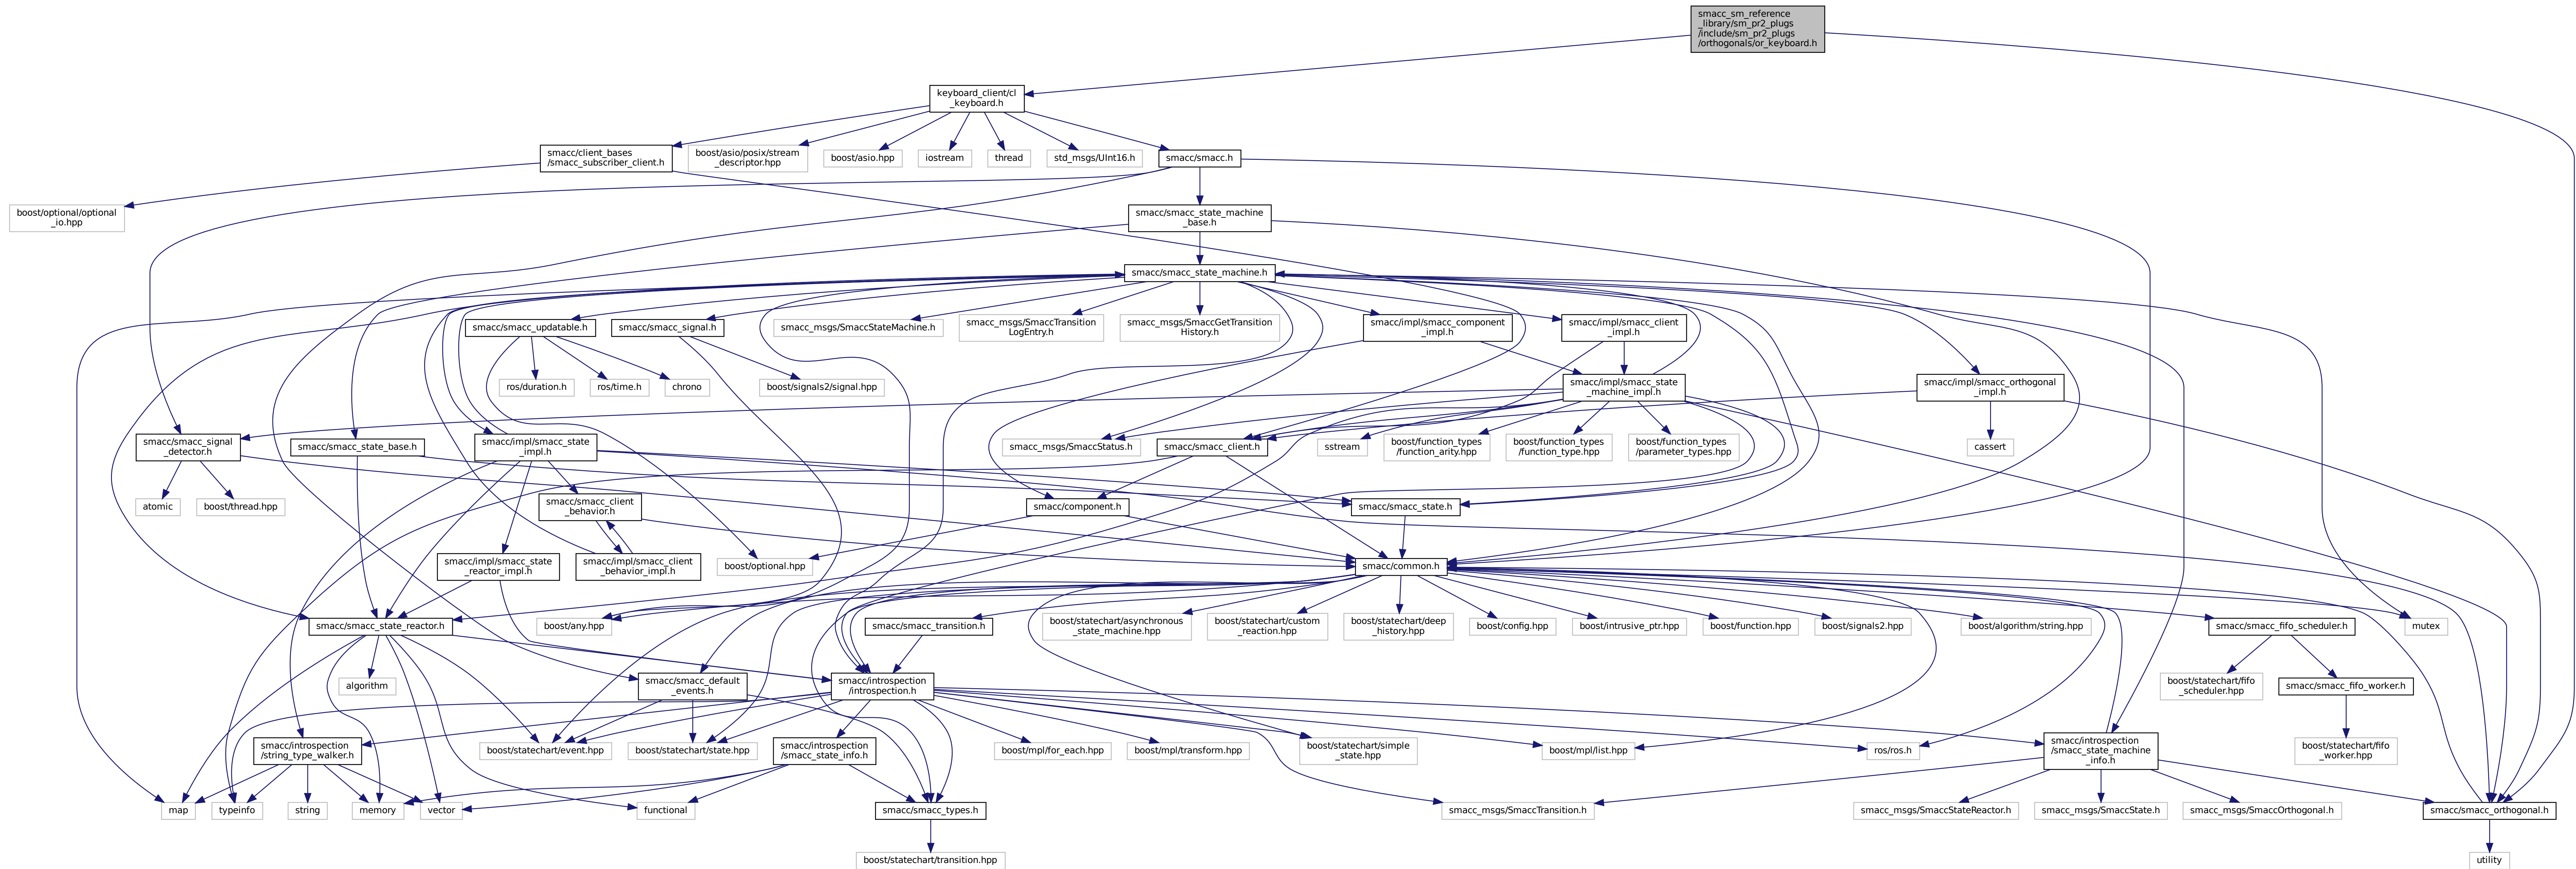 smacc_sm_reference
_library/sm_pr2_plugs
/include/sm_pr2_plugs
/orthogonals/or_keyboard.h
keyboard_client/cl
_keyboard.h
smacc/client_bases
/smacc_subscriber_client.h
boost/asio/posix/stream
_descriptor.hpp
boost/asio.hpp
iostream
thread
std_msgs/UInt16.h
smacc/smacc.h
boost/optional/optional
_io.hpp
smacc/smacc_state_machine
_base.h
smacc/smacc_state_machine.h
smacc/smacc_updatable.h
smacc/smacc_signal.h
smacc_msgs/SmaccStateMachine.h
smacc_msgs/SmaccTransition
LogEntry.h
smacc_msgs/SmaccGetTransition
History.h
smacc/impl/smacc_component
_impl.h
smacc/impl/smacc_client
_impl.h
ros/duration.h
ros/time.h
chrono
boost/signals2/signal.hpp
smacc/impl/smacc_state
_machine_impl.h
smacc/impl/smacc_orthogonal
_impl.h
smacc/smacc_signal
_detector.h
smacc/smacc_state_base.h
smacc/impl/smacc_state
_impl.h
smacc_msgs/SmaccStatus.h
smacc/smacc_client.h
sstream
boost/function_types
/function_arity.hpp
boost/function_types
/function_type.hpp
boost/function_types
/parameter_types.hpp
cassert
atomic
boost/thread.hpp
smacc/smacc_client
_behavior.h
smacc/component.h
smacc/smacc_state.h
smacc/impl/smacc_state
_reactor_impl.h
smacc/impl/smacc_client
_behavior_impl.h
boost/optional.hpp
smacc/common.h
smacc/smacc_state_reactor.h
boost/any.hpp
smacc/smacc_transition.h
boost/statechart/asynchronous
_state_machine.hpp
boost/statechart/custom
_reaction.hpp
boost/statechart/deep
_history.hpp
boost/config.hpp
boost/intrusive_ptr.hpp
boost/function.hpp
boost/signals2.hpp
boost/algorithm/string.hpp
smacc/smacc_fifo_scheduler.h
mutex
algorithm
smacc/smacc_default
_events.h
smacc/introspection
/introspection.h
boost/statechart/fifo
_scheduler.hpp
smacc/smacc_fifo_worker.h
smacc/introspection
/string_type_walker.h
boost/statechart/event.hpp
boost/statechart/state.hpp
smacc/introspection
/smacc_state_info.h
boost/mpl/for_each.hpp
boost/mpl/transform.hpp
boost/statechart/simple
_state.hpp
boost/mpl/list.hpp
ros/ros.h
smacc/introspection
/smacc_state_machine
_info.h
boost/statechart/fifo
_worker.hpp
map
typeinfo
string
memory
vector
functional
smacc/smacc_types.h
smacc_msgs/SmaccTransition.h
smacc_msgs/SmaccStateReactor.h
smacc_msgs/SmaccState.h
smacc_msgs/SmaccOrthogonal.h
smacc/smacc_orthogonal.h
boost/statechart/transition.hpp
utility